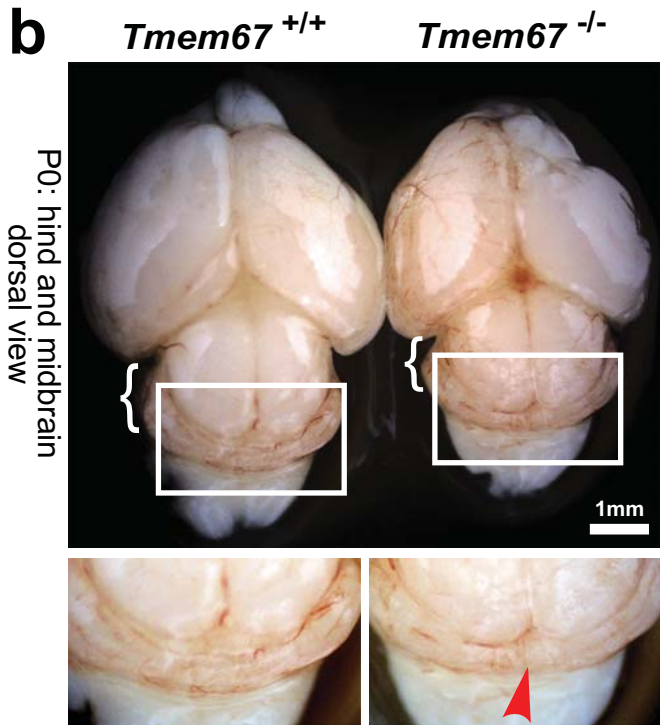 b
Tmem67 +/+
Tmem67 -/-
P0: hind and midbrain
dorsal view
{
{
1mm